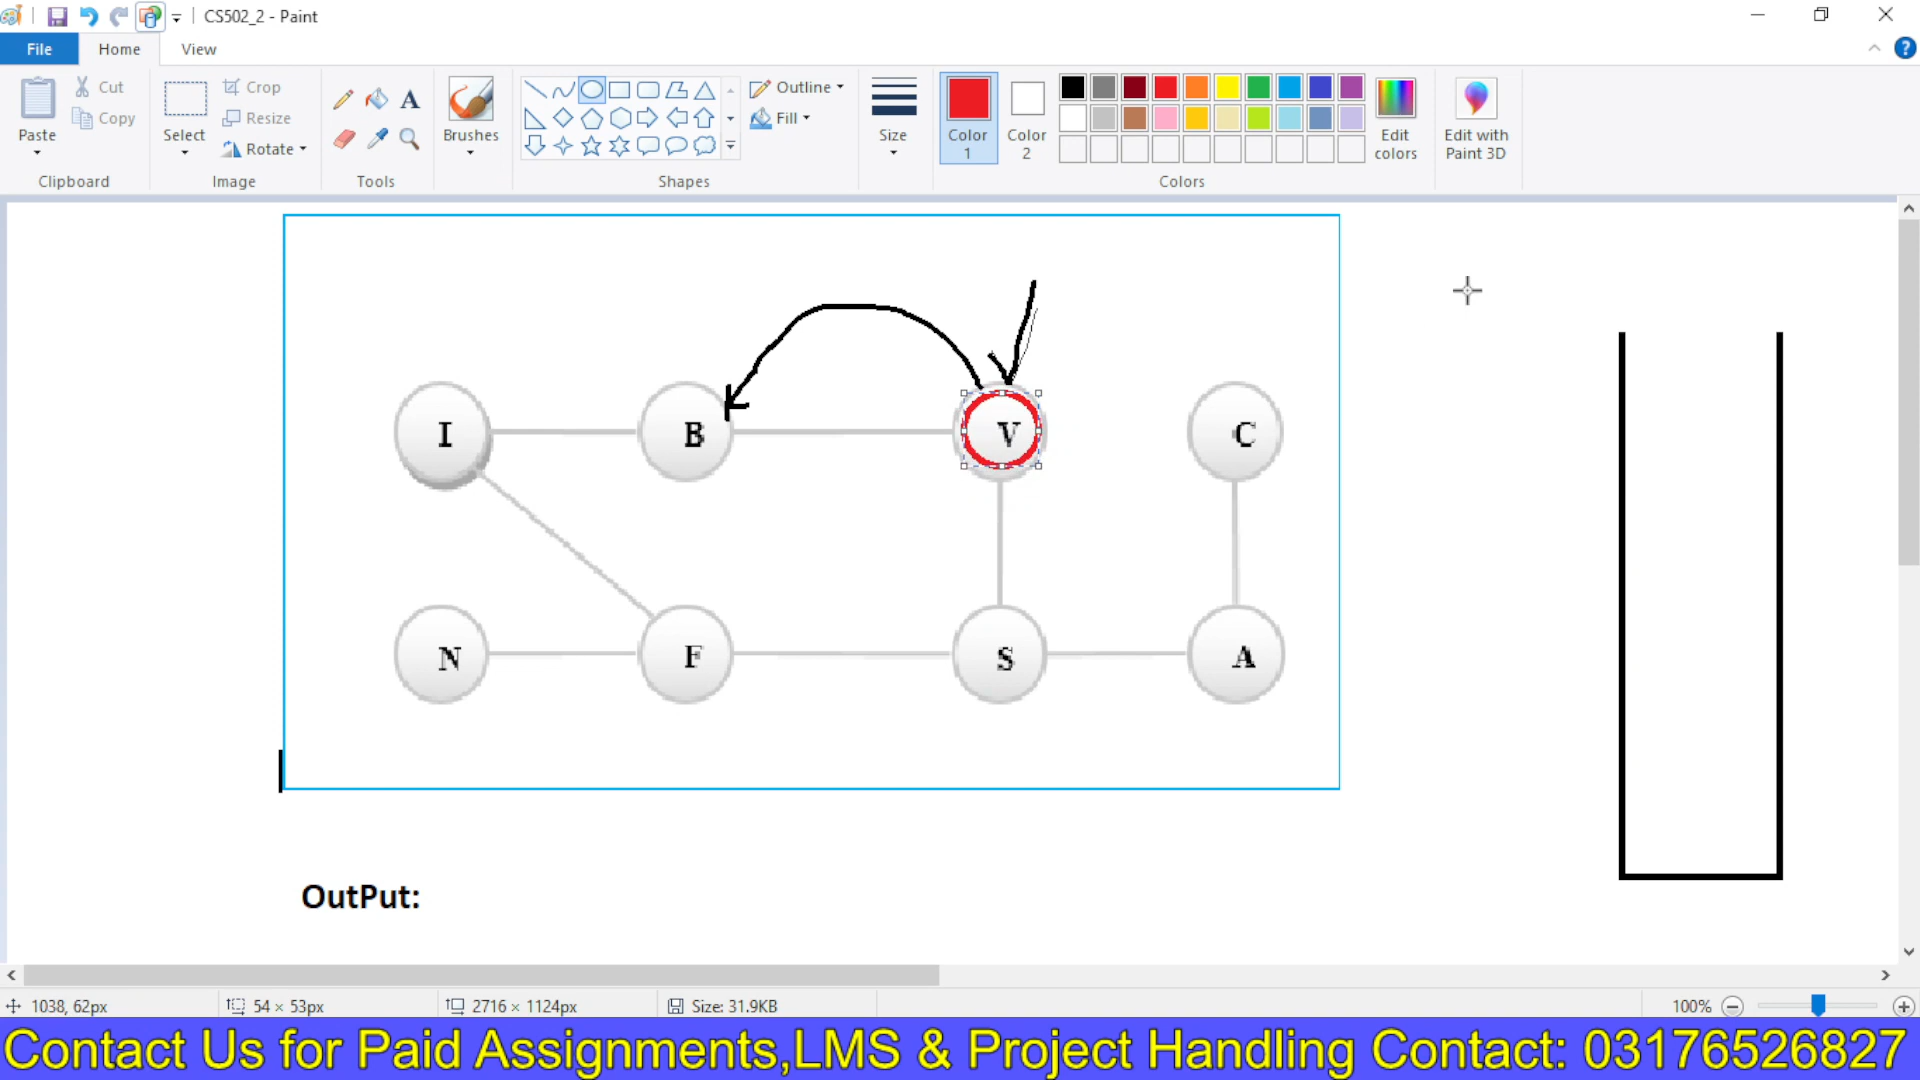 CS502_2 - Paint
File Home View
Paste
Cut
Copy
Clipboard
Select
Crop
Resize
Rotate
Image
A
Tools
Brushes
Shapes
Outline
Fill
Size
Color 1
Color 2
Colors
Edit colors
Edit with Paint 3D
?
I B V C
N F S A
OutPut:
1038, 62px 54 × 53px 2716 × 1124px Size: 31.9KB 100%
Contact Us for Paid Assignments,LMS & Project Handling Contact: 03176526827